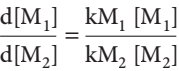 d[M₁] / d[M₂] = kM₁ [M₁] / kM₂ [M₂]